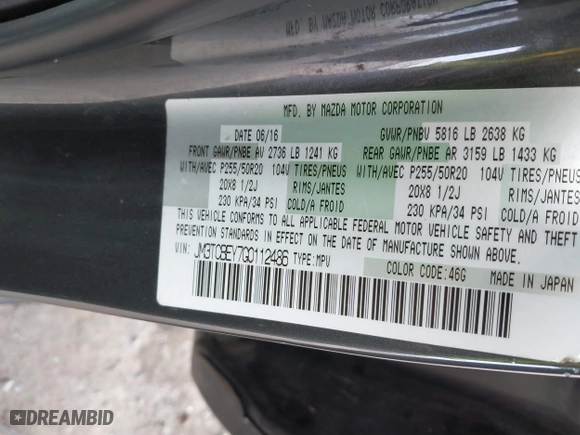 MFD. BY MAZDA MOTOR CORPORATION
DATE 06/16 GVWR/PNBV 5816 LB 2638 KG
FRONT GAWR/PNBE AV 2736 LB 1241 KG REAR GAWR/PNBE AR 3159 LB 1433 KG
WITH/AVEC P255/50R20 104V TIRES/PNEUS WITH/AVEC P255/50R20 104V TIRES/PNEUS
20X8 1/2J RIMS/JANTES 20X8 1/2J RIMS/JANTES
230 KPA/34 PSI COLD/A FROID 230 KPA/34 PSI COLD/A FROID
THIS VEHICLE CONFORMS TO ALL APPLICABLE FEDERAL MOTOR VEHICLE SAFETY AND THEFT
STANDARDS IN EFFECT ON THE DATE OF MANUFACTURE SHOWN ABOVE.
VIN: JM3TCBEY7G0112486 TYPE:MPV
COLOR CODE:46G MADE IN JAPAN
DREAMBID